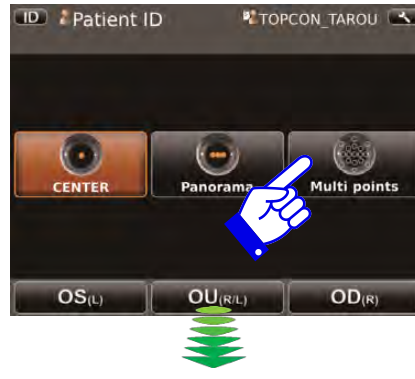 ID Patient ID TOPCON_TAROU
CENTER Panorama Multi points
OS(L) OU(R/L) OD(R)